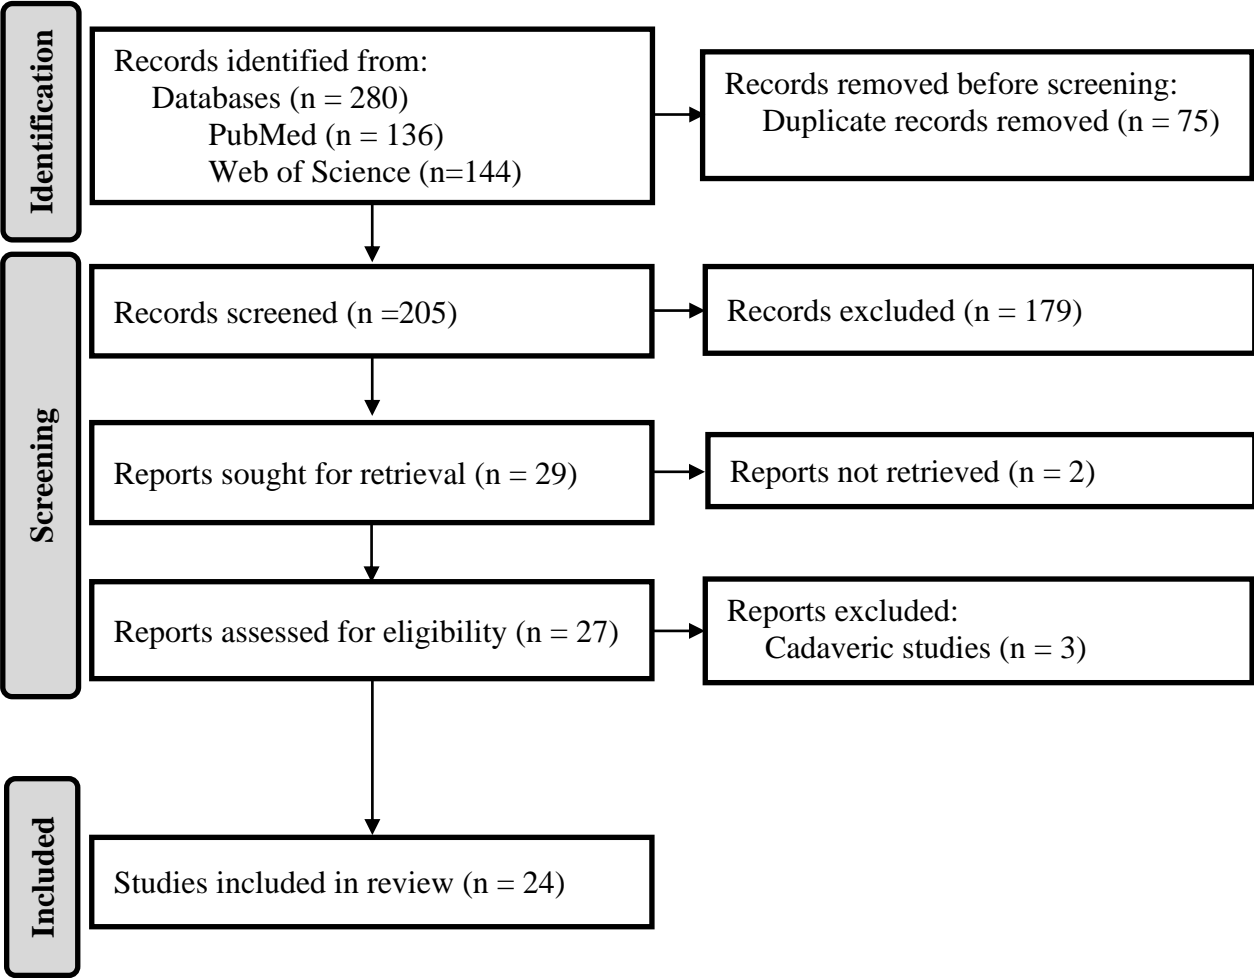 Identification
Records identified from:
Databases (n = 280)
PubMed (n = 136)
Web of Science (n=144)
Records removed before screening:
Duplicate records removed (n = 75)
Screening
Records screened (n =205)
Records excluded (n = 179)
Reports sought for retrieval (n = 29)
Reports not retrieved (n = 2)
Reports assessed for eligibility (n = 27)
Reports excluded:
Cadaveric studies (n = 3)
Included
Studies included in review (n = 24)